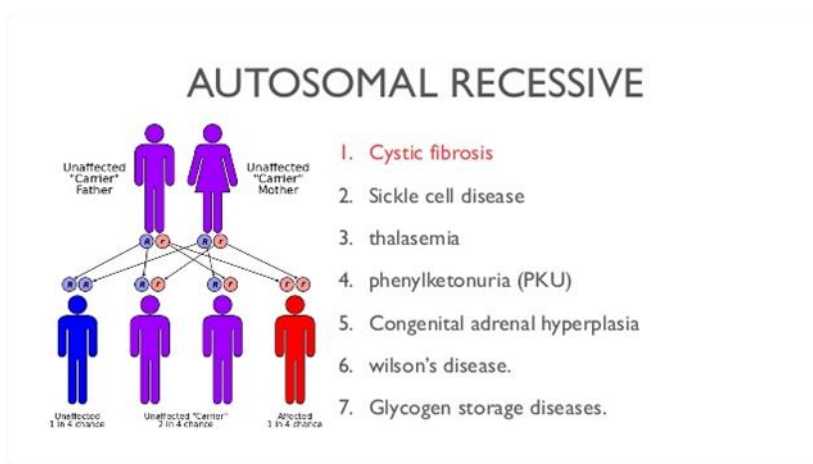 AUTOSOMAL RECESSIVE
Unaffected
"Carrier"
Father
Unaffected
"Carrier"
Mother
R r R r
R R R r R r r r
Unaffected
1 in 4 chance
Unaffected "Carrier"
2 in 4 chance
Affected
1 in 4 chance
1. Cystic fibrosis
2. Sickle cell disease
3. thalasemia
4. phenylketonuria (PKU)
5. Congenital adrenal hyperplasia
6. wilson's disease.
7. Glycogen storage diseases.